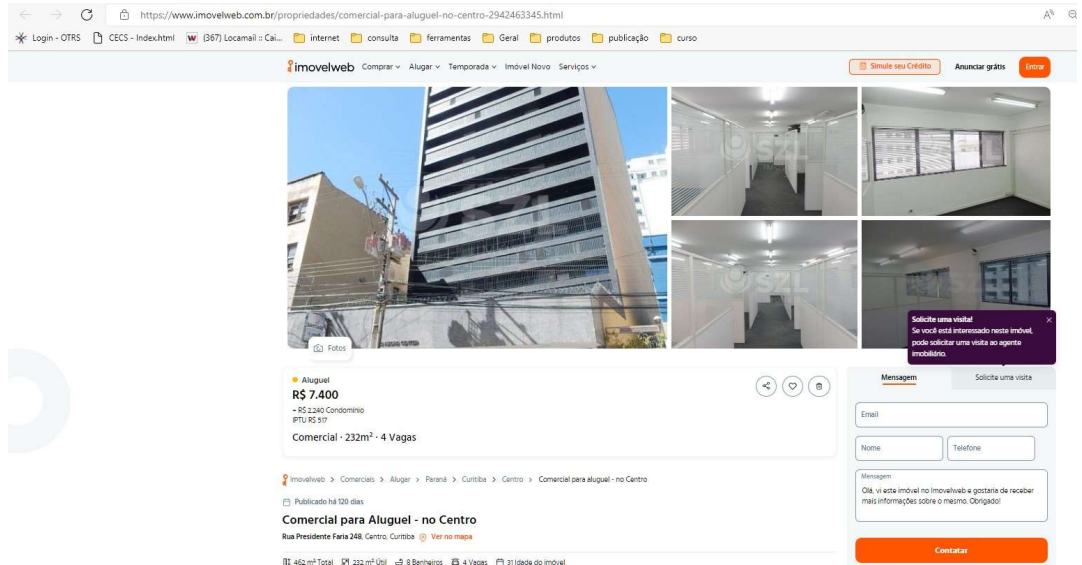 https://www.imovelweb.com.br/propriedades/comercial-para-aluguel-no-centro-2942463345.html
Login - OTRS CECS - Index.html (367) Locamail :: Cai... internet consulta ferramentas Geral produtos publicação curso
imovelweb Comprar Alugar Temporada Imóvel Novo Serviços Simule seu Crédito Anunciar grátis Entrar
SZL
SZL
SZL
SZL
SZL
Fotos
Solicite uma visita!
Se você está interessado neste imóvel,
pode solicitar uma visita ao agente
imobiliário.
Aluguel
R$ 7.400
+ R$ 2.240 Condominio
IPTU R$ 517
Comercial · 232m² · 4 Vagas
Mensagem Solicite uma visita
Email
Nome Telefone
Mensagem
Olá, vi este imóvel no Imovelweb e gostaria de receber
mais informações sobre o mesmo. Obrigado!
Contatar
Imovelweb > Comerciais > Alugar > Paraná > Curitiba > Centro > Comercial para aluguel - no Centro
Publicado há 120 dias
Comercial para Aluguel - no Centro
Rua Presidente Faria 248, Centro, Curitiba Ver no mapa
462 m² Total 232 m² Útil 8 Banheiros 4 Vagas 31 Idade do imóvel